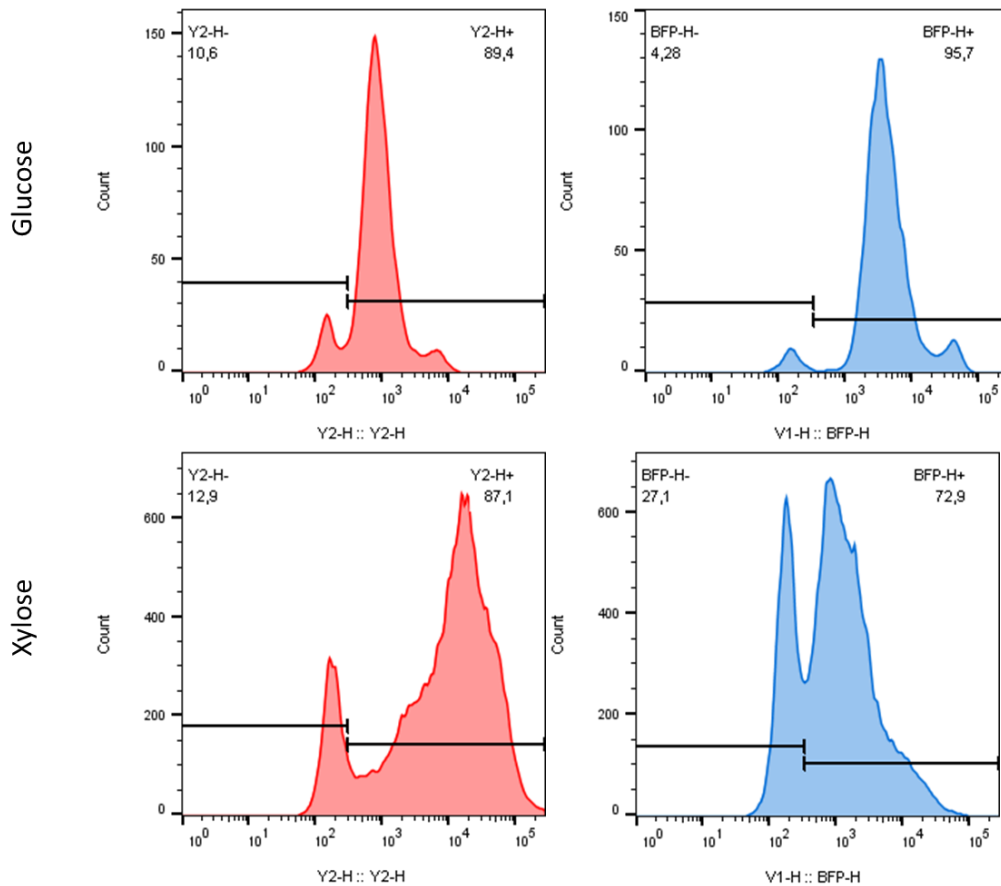 Glucose
Y2-H-
10,6
Y2-H+
89,4
150
100
50
0
Count
10^0 10^1 10^2 10^3 10^4 10^5
Y2-H :: Y2-H
BFP-H-
4,28
BFP-H+
95,7
150
100
50
0
Count
10^0 10^1 10^2 10^3 10^4 10^5
V1-H :: BFP-H
Xylose
Y2-H-
12,9
Y2-H+
87,1
600
400
200
0
Count
10^0 10^1 10^2 10^3 10^4 10^5
Y2-H :: Y2-H
BFP-H-
27,1
BFP-H+
72,9
600
400
200
0
Count
10^0 10^1 10^2 10^3 10^4 10^5
V1-H :: BFP-H